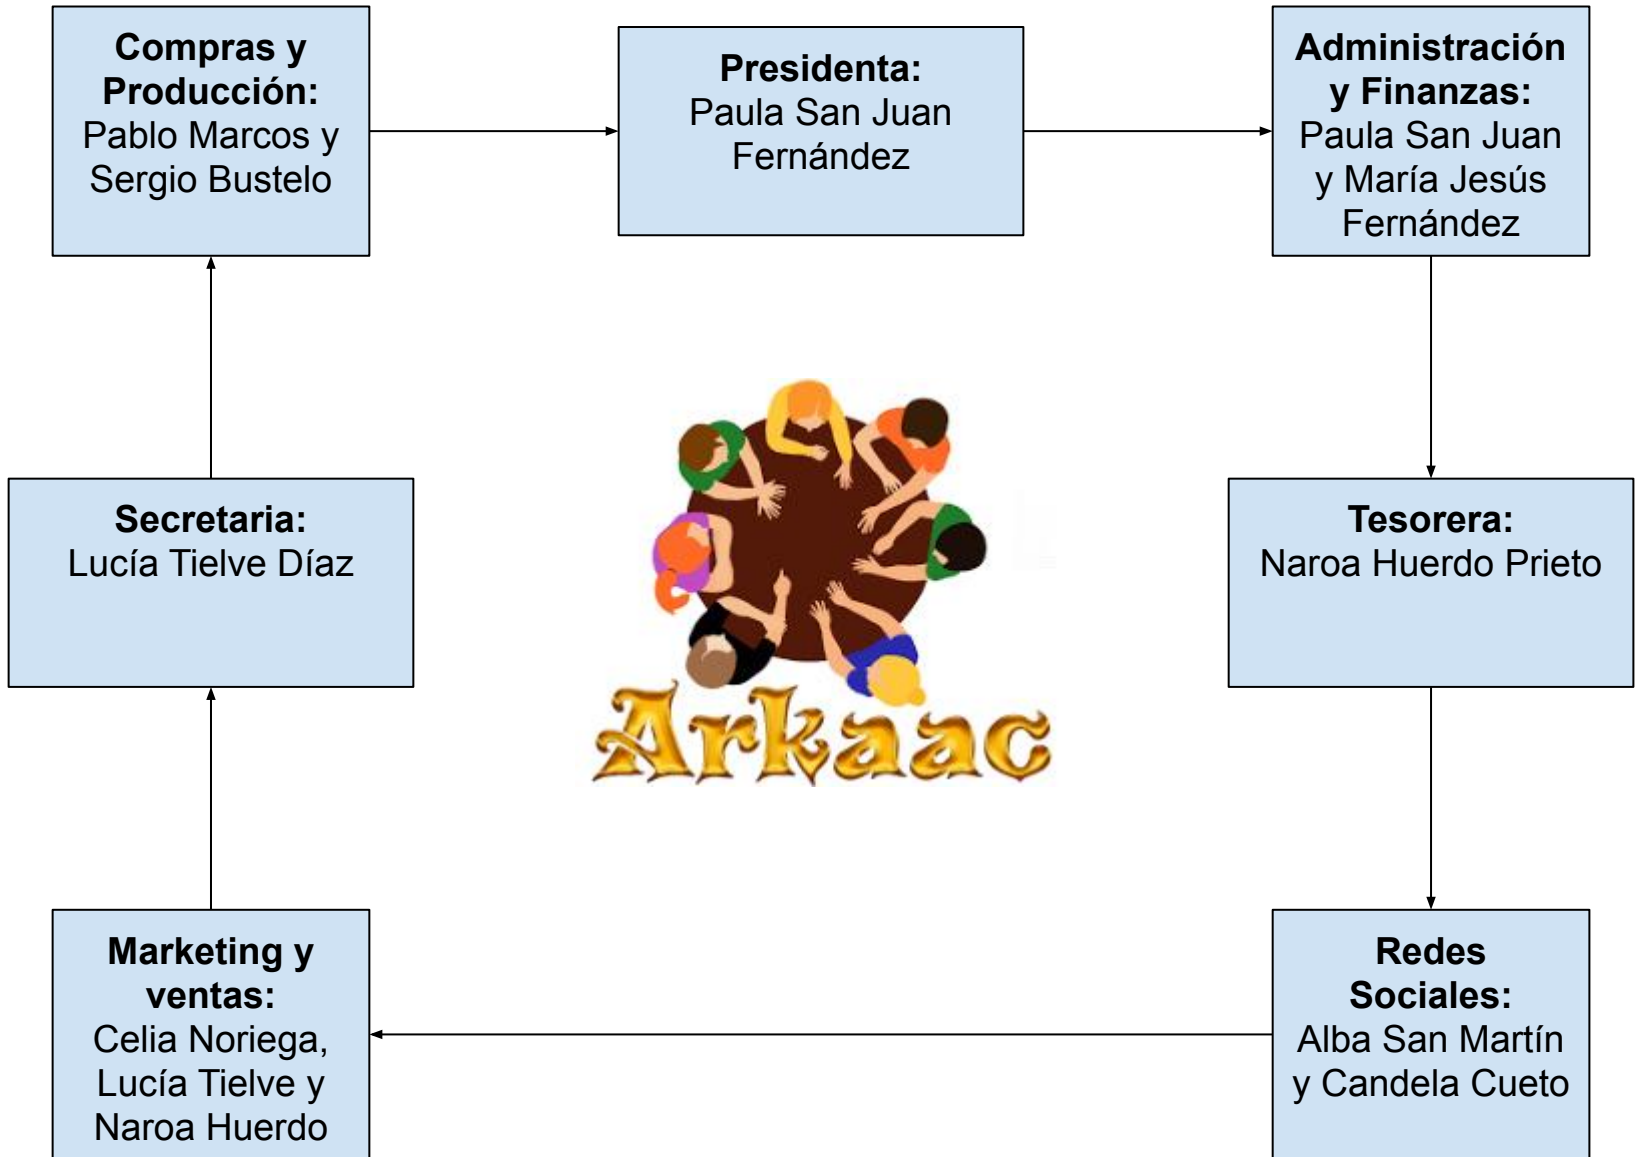 Compras y
Producción:
Pablo Marcos y
Sergio Bustelo
Presidenta:
Paula San Juan
Fernández
Administración
y Finanzas:
Paula San Juan
y María Jesús
Fernández
Secretaria:
Lucía Tielve Díaz
Tesorera:
Naroa Huerdo Prieto
Arkaac
Marketing y
ventas:
Celia Noriega,
Lucía Tielve y
Naroa Huerdo
Redes
Sociales:
Alba San Martín
y Candela Cueto